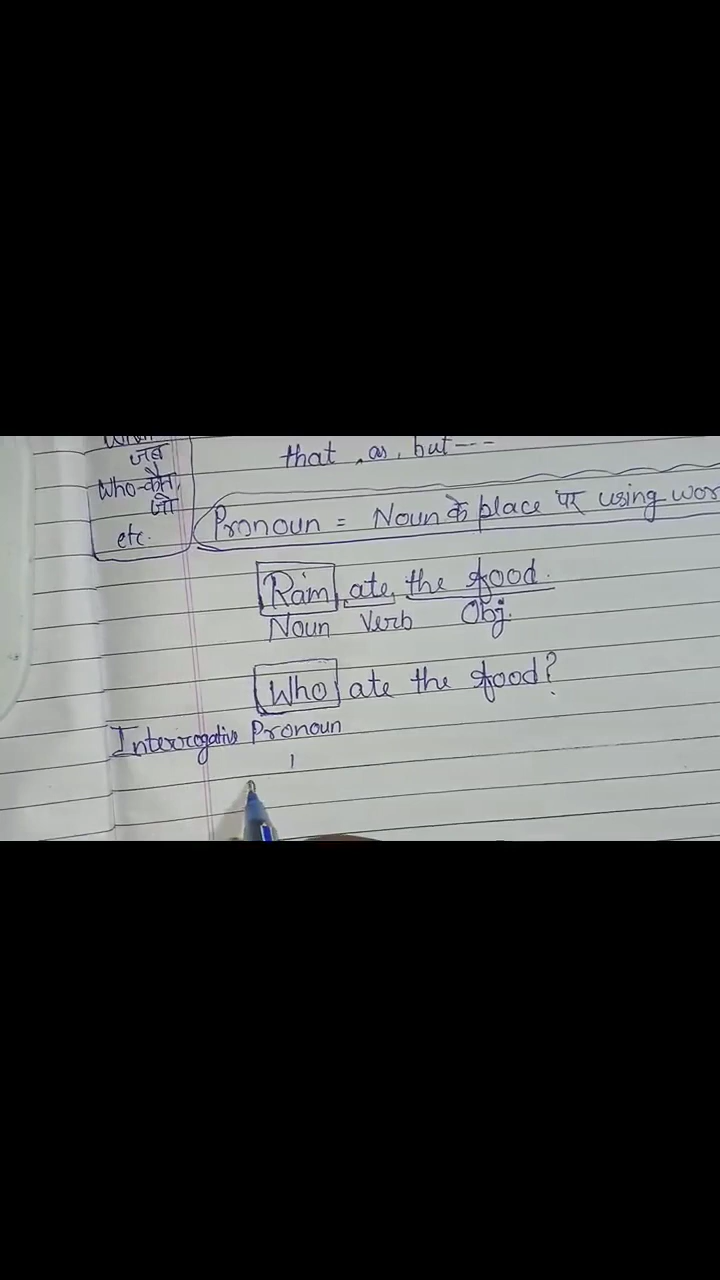 जब
that, as, but---
Who-कौन,
जो
etc.
Pronoun = Noun के place पर using
Ram ate the food.
Noun Verb Obj.
Who ate the food?
Interrogative Pronoun